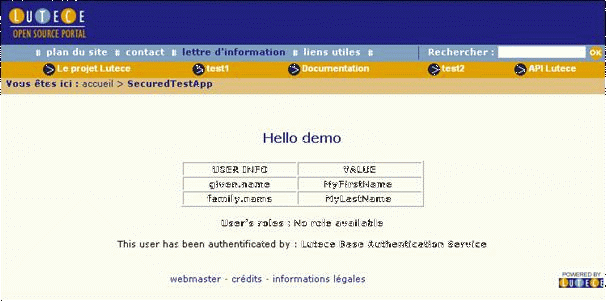 LUTECE
OPEN SOURCE PORTAL
# plan du site # contact # lettre d'information # liens utiles # Rechercher : OK
Le projet Lutece test1 Documentation test2 API Lutece
Vous êtes ici : accueil > SecuredTestApp
Hello demo
USER INFO VALUE
given.name MyFirstName
family.name MyLastName
User's roles : No role available
This user has been authentificated by : Lutece Base Authentication Service
webmaster - crédits - informations légales
POWERED BY
LUTECE